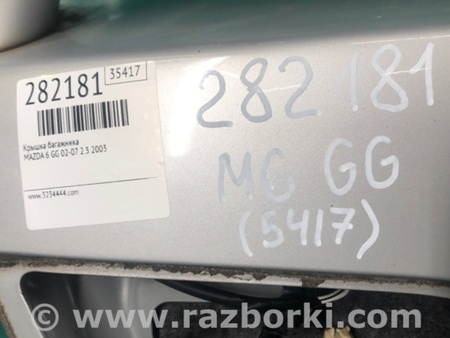 35417
282181
Крышка багажника
MAZDA 6 GG 02-07 2.3 2003
www.3234444.com
282181
M6 GG
(5417)
www.razborki.com